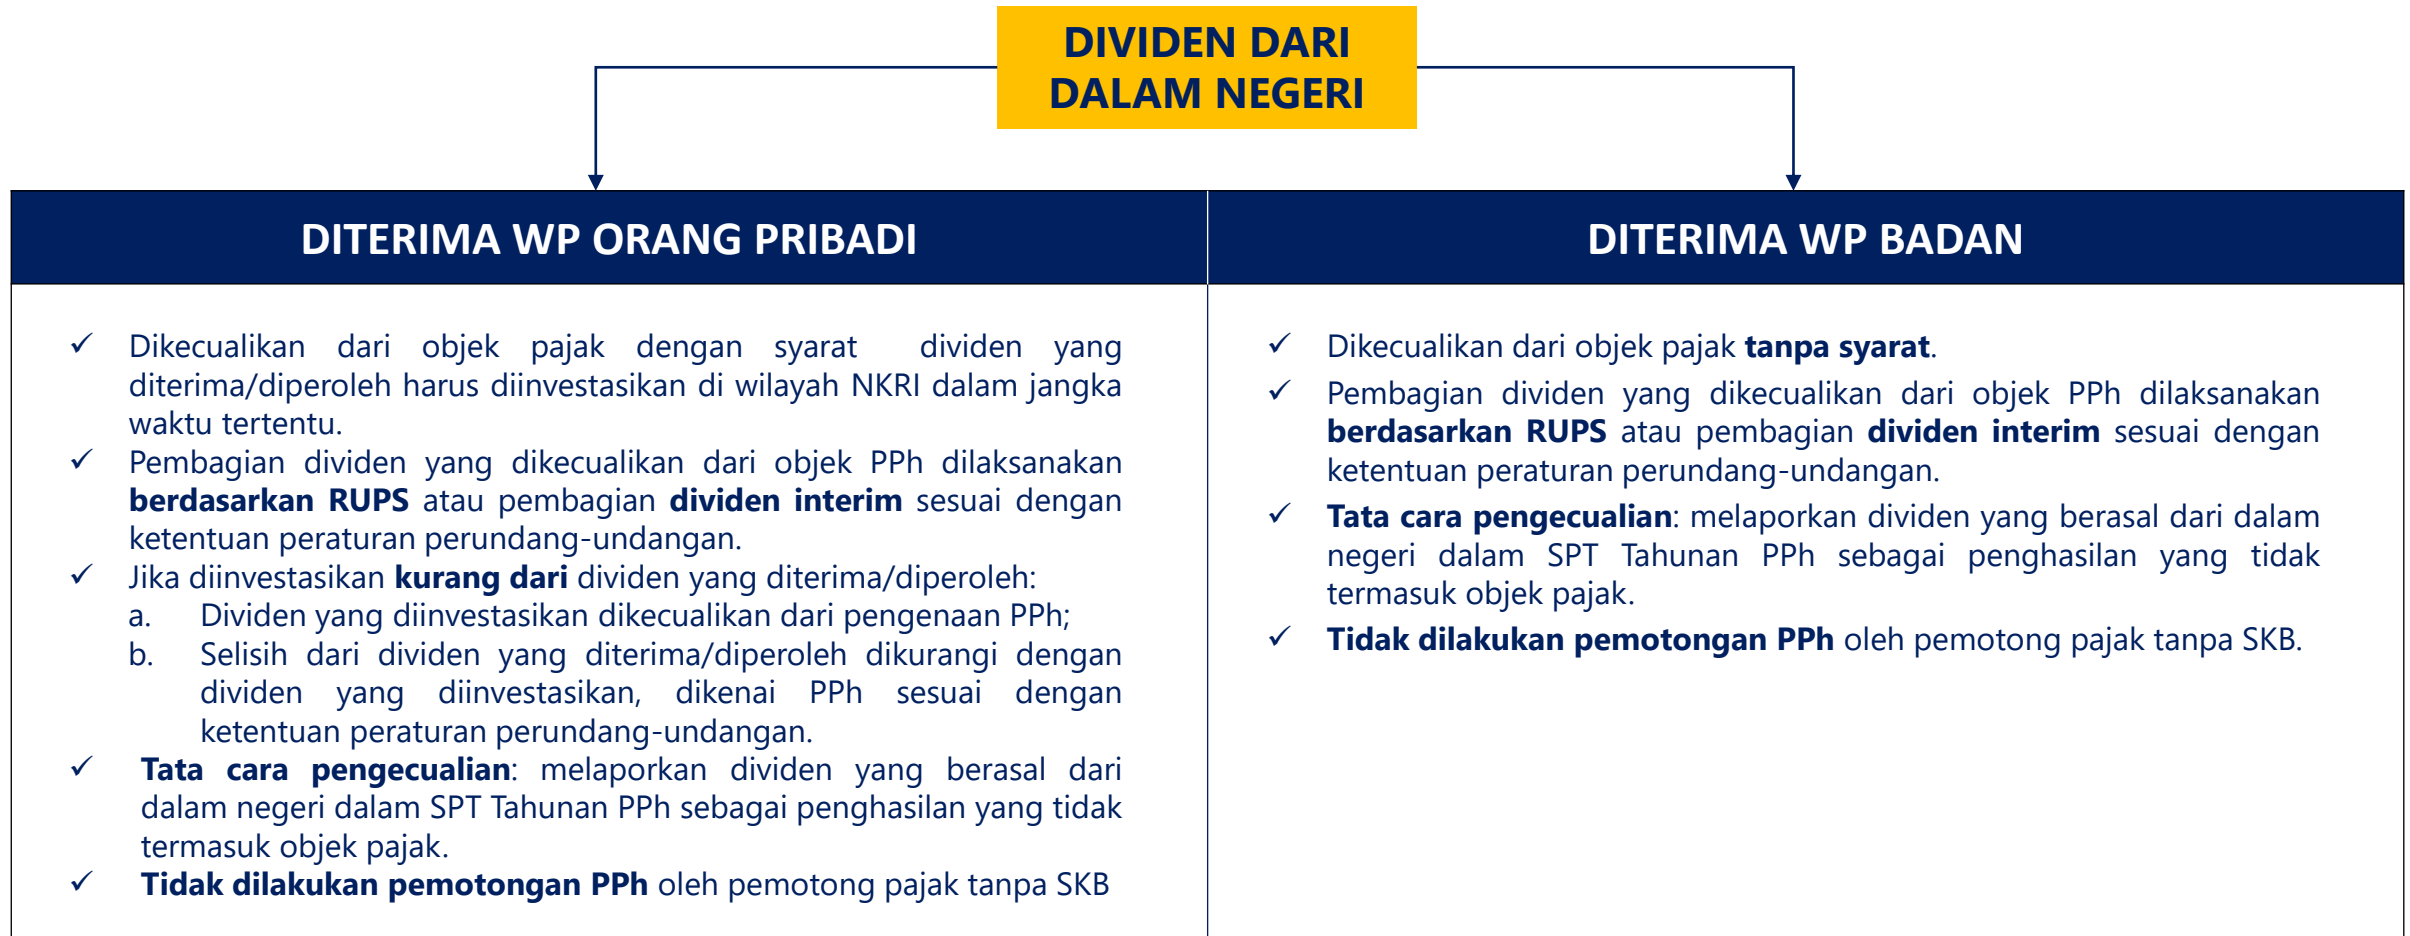 DIVIDEN DARI
DALAM NEGERI
DITERIMA WP ORANG PRIBADI
✓ Dikecualikan dari objek pajak dengan syarat dividen yang
diterima/diperoleh harus diinvestasikan di wilayah NKRI dalam jangka
waktu tertentu.
✓ Pembagian dividen yang dikecualikan dari objek PPh dilaksanakan
berdasarkan RUPS atau pembagian dividen interim sesuai dengan
ketentuan peraturan perundang-undangan.
✓ Jika diinvestasikan kurang dari dividen yang diterima/diperoleh:
a. Dividen yang diinvestasikan dikecualikan dari pengenaan PPh;
b. Selisih dari dividen yang diterima/diperoleh dikurangi dengan
dividen yang diinvestasikan, dikenai PPh sesuai dengan
ketentuan peraturan perundang-undangan.
✓ Tata cara pengecualian: melaporkan dividen yang berasal dari
dalam negeri dalam SPT Tahunan PPh sebagai penghasilan yang tidak
termasuk objek pajak.
✓ Tidak dilakukan pemotongan PPh oleh pemotong pajak tanpa SKB
DITERIMA WP BADAN
✓ Dikecualikan dari objek pajak tanpa syarat.
✓ Pembagian dividen yang dikecualikan dari objek PPh dilaksanakan
berdasarkan RUPS atau pembagian dividen interim sesuai dengan
ketentuan peraturan perundang-undangan.
✓ Tata cara pengecualian: melaporkan dividen yang berasal dari dalam
negeri dalam SPT Tahunan PPh sebagai penghasilan yang tidak
termasuk objek pajak.
✓ Tidak dilakukan pemotongan PPh oleh pemotong pajak tanpa SKB.